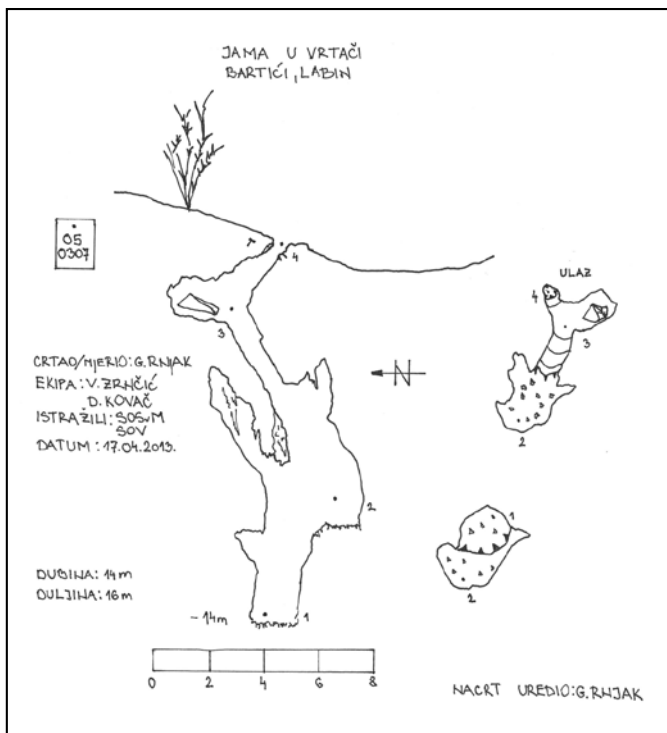 JAMA U VRTAČI
BARTIĆI, LABIN
05
0307
4
3
ULAZ
4
3
2
CRTAO/MJERIO: G.RNJAK
EKIPA: V.ZRNČIĆ
D.KOVAČ
ISTRAŽILI: SOSVM
SOV
DATUM: 17.04.2013.
N
2
1
2
DUBINA: 14m
DULJINA: 16m
-14m
1
0 2 4 6 8
NACRT UREDIO: G.RNJAK